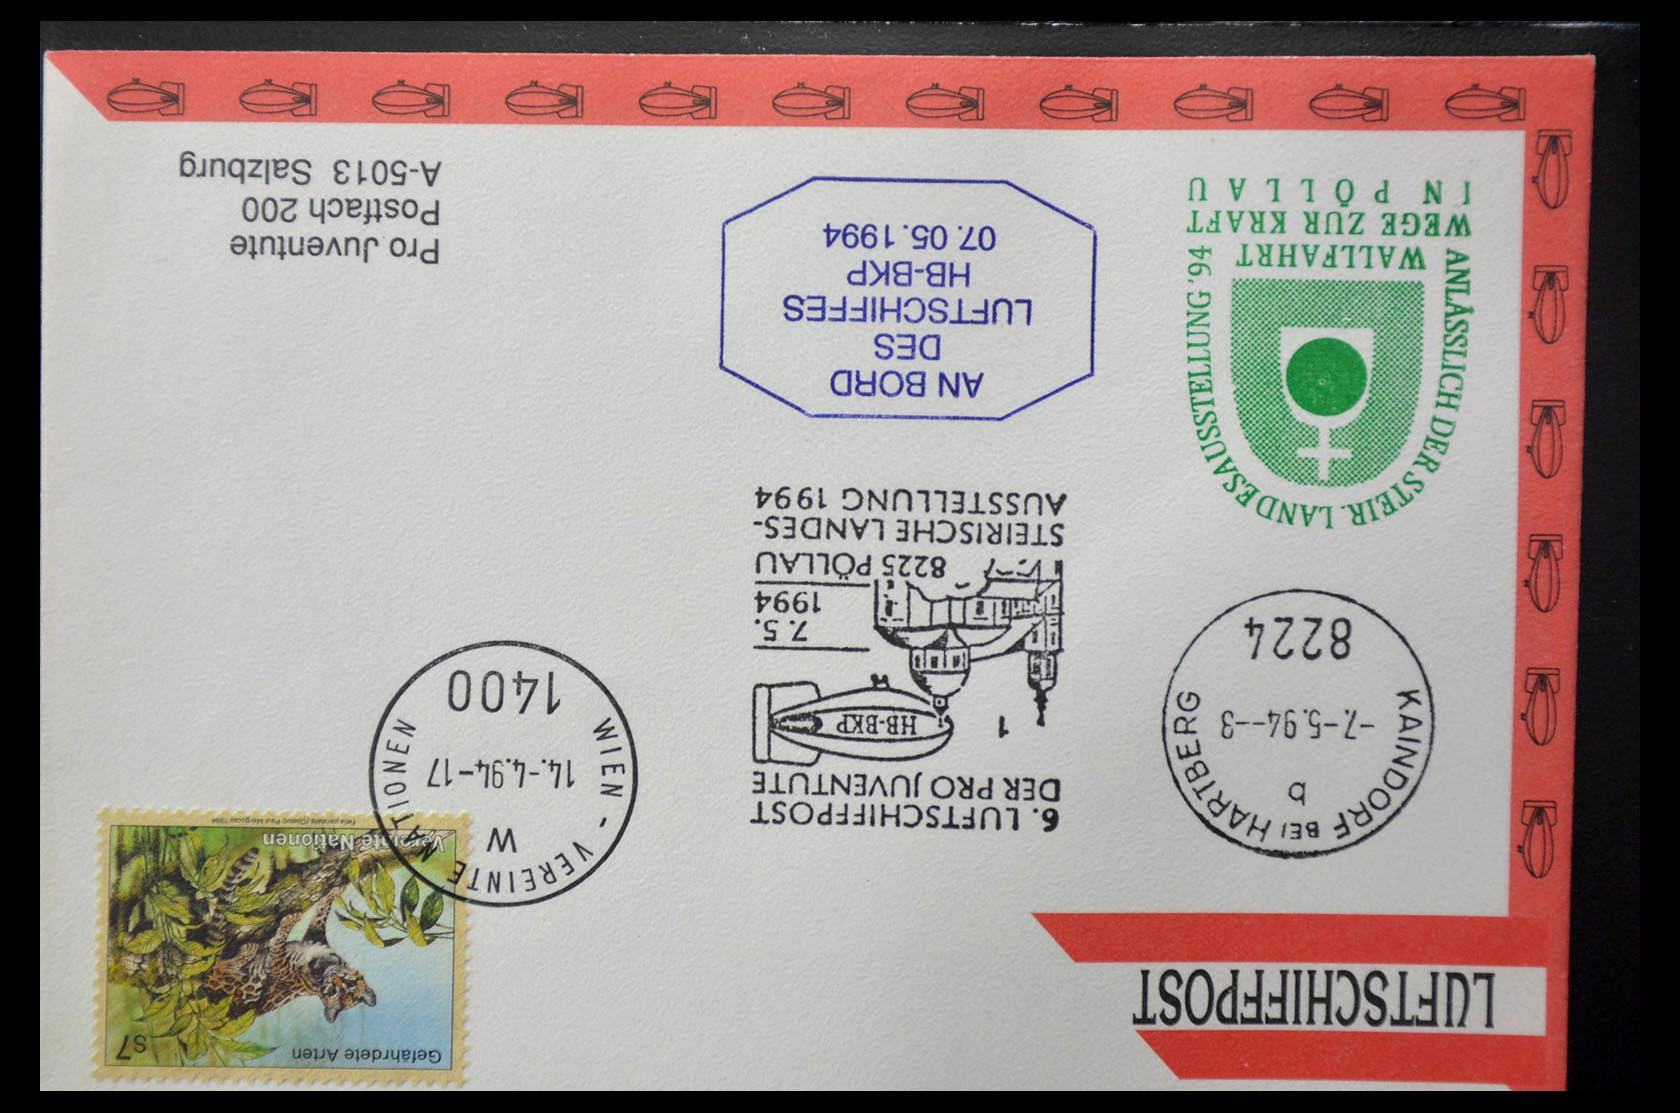 LUFTSCHIFFPOST
Gefährdete Arten
S7
Vereinte Nationen
WIEN - VEREINTE NATIONEN
W
14.-4.94-17
1400
6. LUFTSCHIFFPOST
DER PRO JUVENTUTE
1
HB-BKP
7.5.
1994
8225 PÖLLAU
STEIRISCHE LANDES-
AUSSTELLUNG 1994
KAINDORF BEI HARTBERG
b
-7.-5.94--3
8224
ANLÄSSLICH DER STEIR. LANDESAUSSTELLUNG '94
WALLFAHRT
WEGE ZUR KRAFT
IN PÖLLAU
AN BORD
DES
LUFTSCHIFFES
HB-BKP
07.05.1994
Pro Juventute
Postfach 200
A-5013 Salzburg